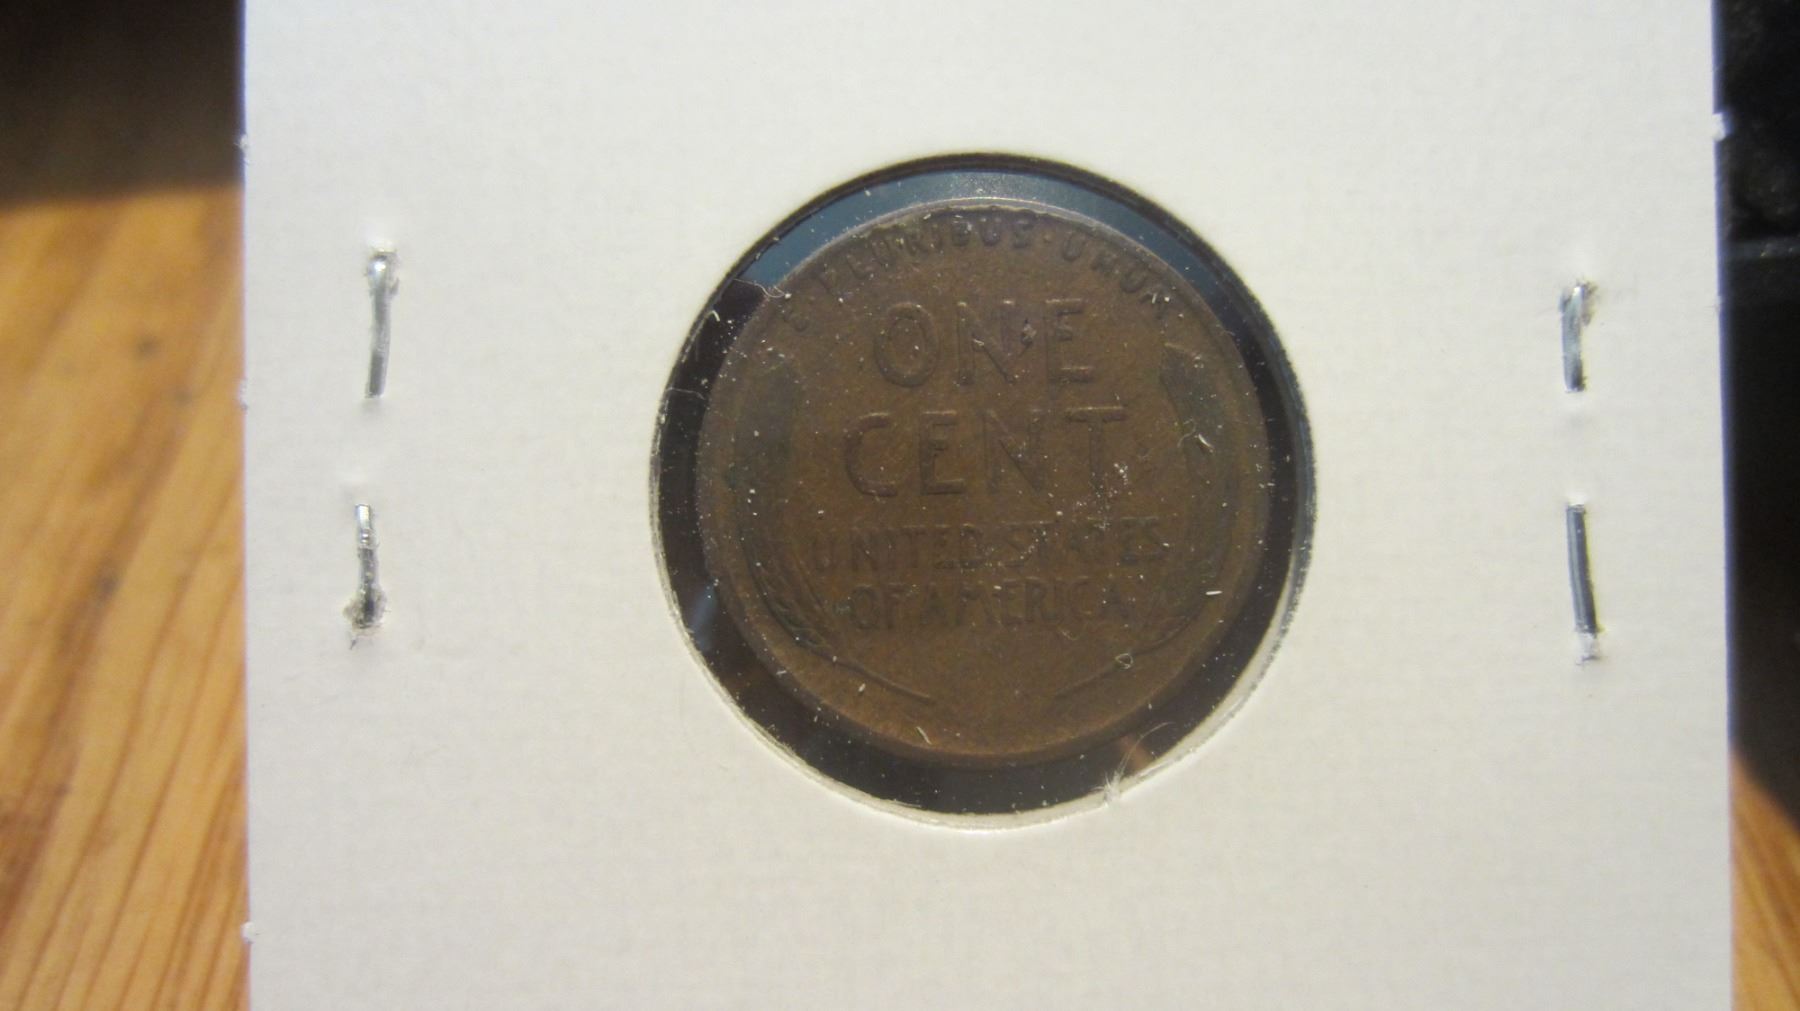 E·PLURIBUS·UNUM
ONE
CENT
UNITED STATES
OF AMERICA